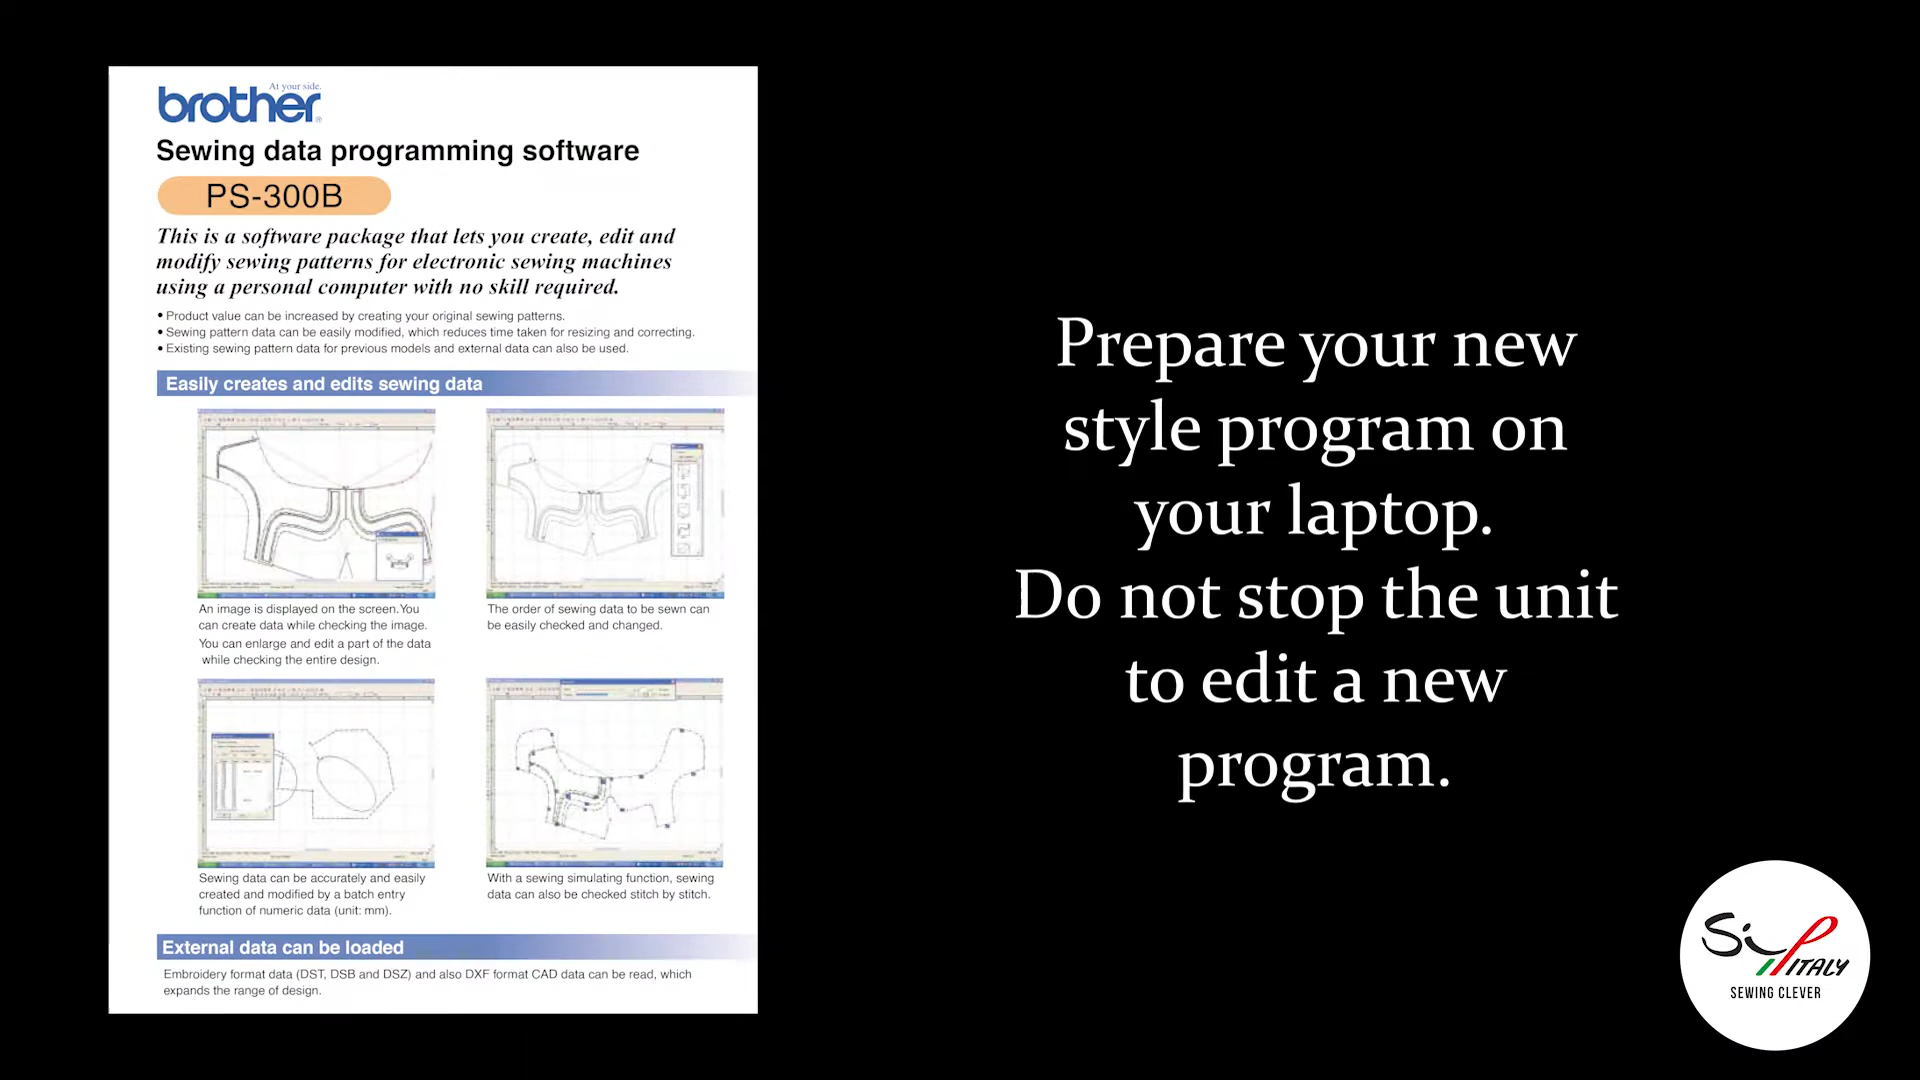 At your side.
brother
Sewing data programming software
PS-300B
This is a software package that lets you create, edit and
modify sewing patterns for electronic sewing machines
using a personal computer with no skill required.
• Product value can be increased by creating your original sewing patterns.
• Sewing pattern data can be easily modified, which reduces time taken for resizing and correcting.
• Existing sewing pattern data for previous models and external data can also be used.
Easily creates and edits sewing data
An image is displayed on the screen. You
can create data while checking the image.
You can enlarge and edit a part of the data
while checking the entire design.
The order of sewing data to be sewn can
be easily checked and changed.
Sewing data can be accurately and easily
created and modified by a batch entry
function of numeric data (unit: mm).
With a sewing simulating function, sewing
data can also be checked stitch by stitch.
External data can be loaded
Embroidery format data (DST, DSB and DSZ) and also DXF format CAD data can be read, which
expands the range of design.
Prepare your new
style program on
your laptop.
Do not stop the unit
to edit a new
program.
SiP
ITALY
SEWING CLEVER